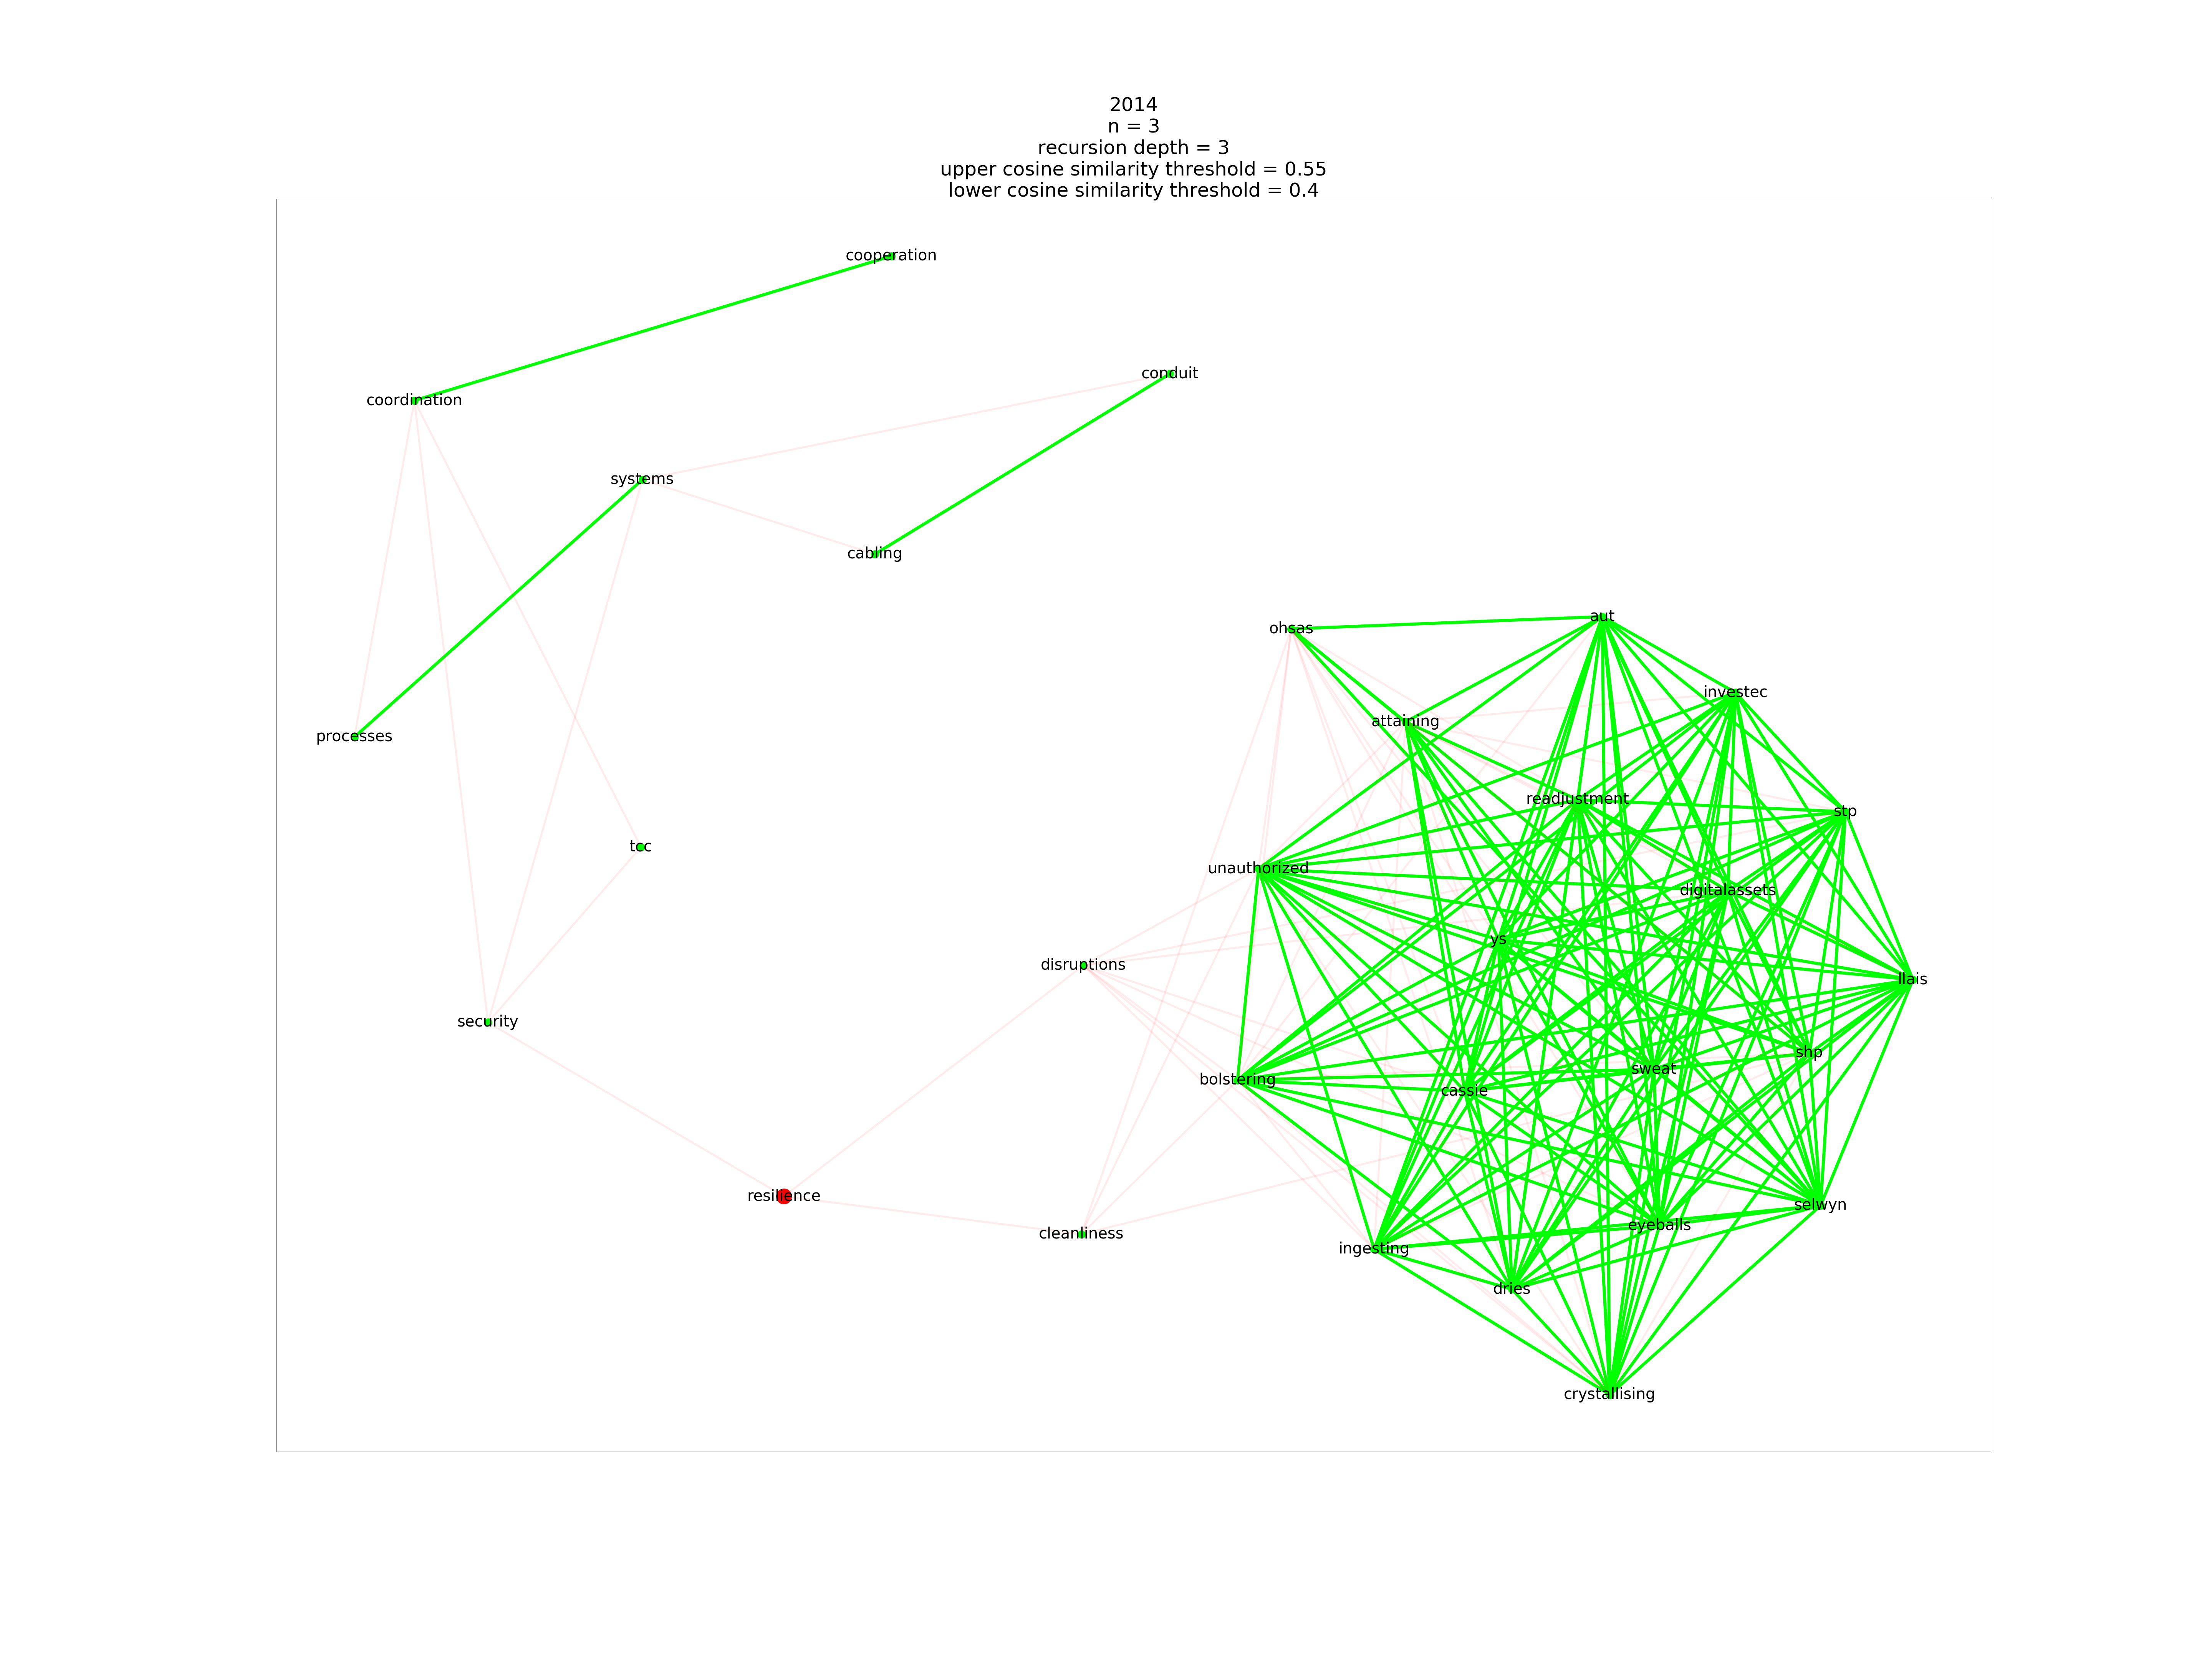 2014
n = 3
recursion depth = 3
upper cosine similarity threshold = 0.55
lower cosine similarity threshold = 0.4
cooperation
conduit
coordination
systems
cabling
aut
ohsas
investec
attaining
processes
readjustment
stp
tcc
unauthorized
digitalassets
ys
disruptions
llais
security
shp
sweat
bolstering
cassie
resilience
selwyn
eyeballs
cleanliness
ingesting
dries
crystallising